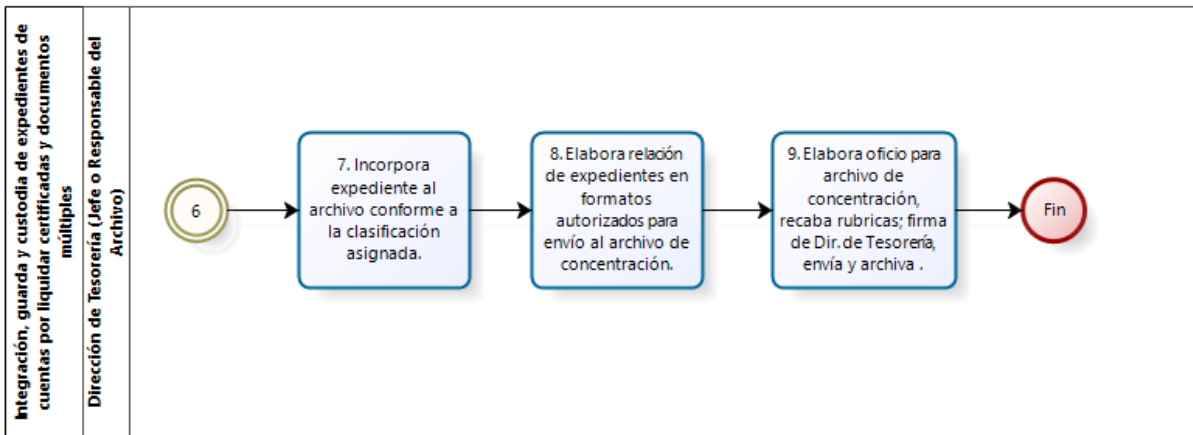 Integración, guarda y custodia de expedientes de
cuentas por liquidar certificadas y documentos
múltiples
Dirección de Tesorería (Jefe o Responsable del
Archivo)
6
7. Incorpora
expediente al
archivo conforme a
la clasificación
asignada.
8. Elabora relación
de expedientes en
formatos
autorizados para
envío al archivo de
concentración.
9. Elabora oficio para
archivo de
concentración,
recaba rubricas; firma
de Dir. de Tesorería,
envía y archiva .
Fin